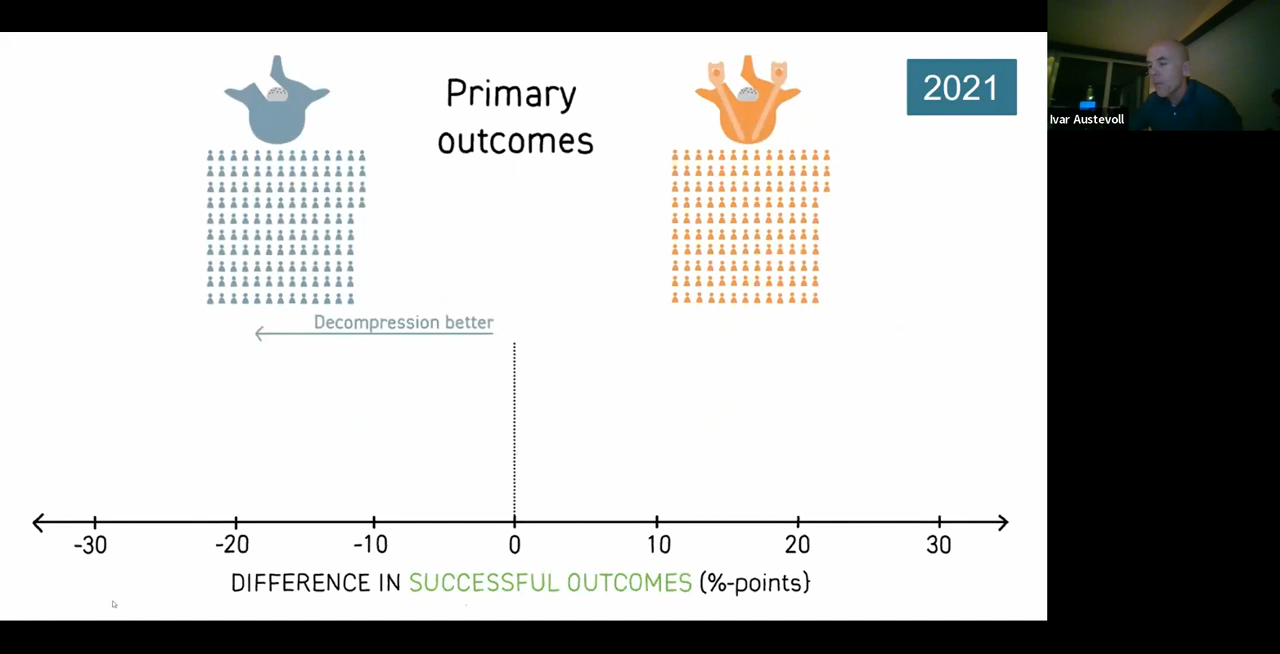 Primary
outcomes
2021
Ivar Austevoll
Decompression better
-30 -20 -10 0 10 20 30
DIFFERENCE IN SUCCESSFUL OUTCOMES (%-points}